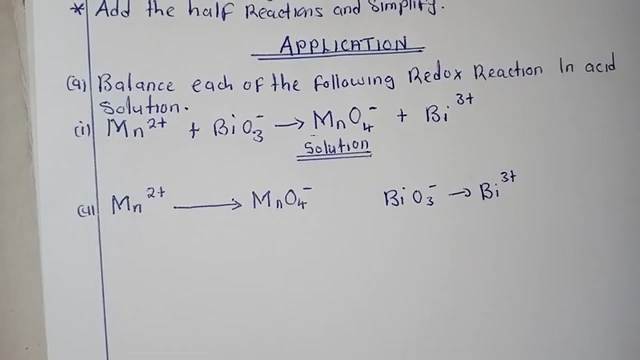 * Add the half Reactions and Simplify.
APPLICATION
(a) Balance each of the following Redox Reaction In acid
Solution.
(i) Mn²⁺ + BiO₃⁻ → MnO₄⁻ + Bi³⁺
Solution
(a) Mn²⁺ → MnO₄⁻ BiO₃⁻ → Bi³⁺